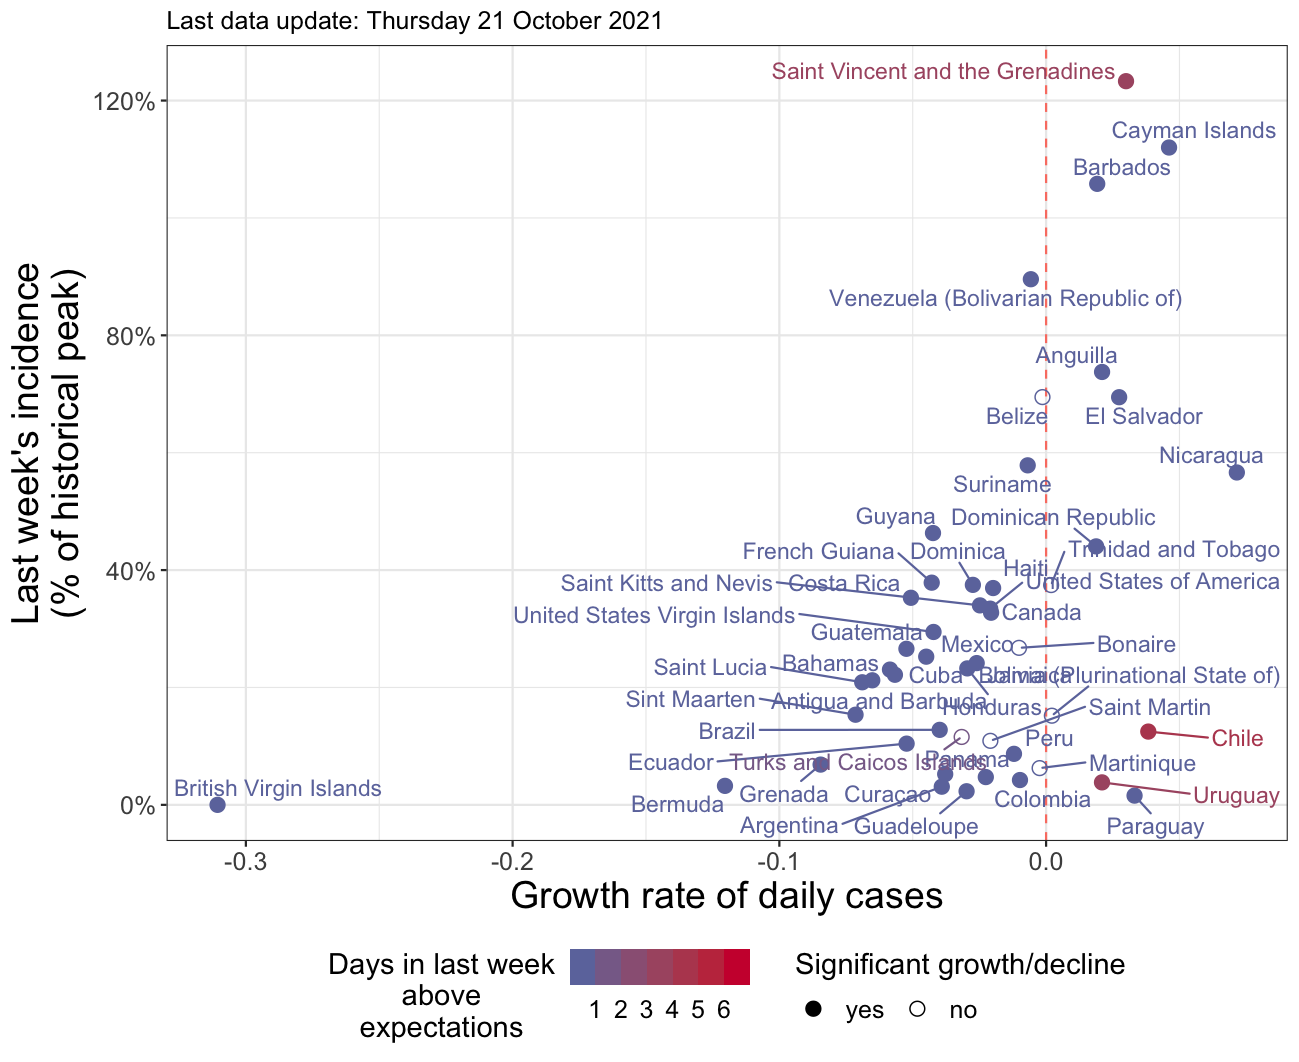 Last data update: Thursday 21 October 2021
Last week's incidence
(% of historical peak)
120%
80%
40%
0%
Saint Vincent and the Grenadines
Cayman Islands
Barbados
Venezuela (Bolivarian Republic of)
Anguilla
Belize
El Salvador
Nicaragua
Suriname
Guyana
Dominican Republic
French Guiana
Dominica
Trinidad and Tobago
Haiti
Saint Kitts and Nevis
Costa Rica
United States of America
United States Virgin Islands
Canada
Guatemala
Mexico
Bonaire
Saint Lucia
Bahamas
Cuba
Jamaica
Bolivia (Plurinational State of)
Sint Maarten
Antigua and Barbuda
Honduras
Saint Martin
Brazil
Peru
Chile
Ecuador
Turks and Caicos Islands
Panama
Martinique
British Virgin Islands
Bermuda
Grenada
Curaçao
Colombia
Uruguay
Argentina
Guadeloupe
Paraguay
-0.3
-0.2
-0.1
0.0
Growth rate of daily cases
Days in last week
above
expectations
1 2 3 4 5 6
Significant growth/decline
yes
no